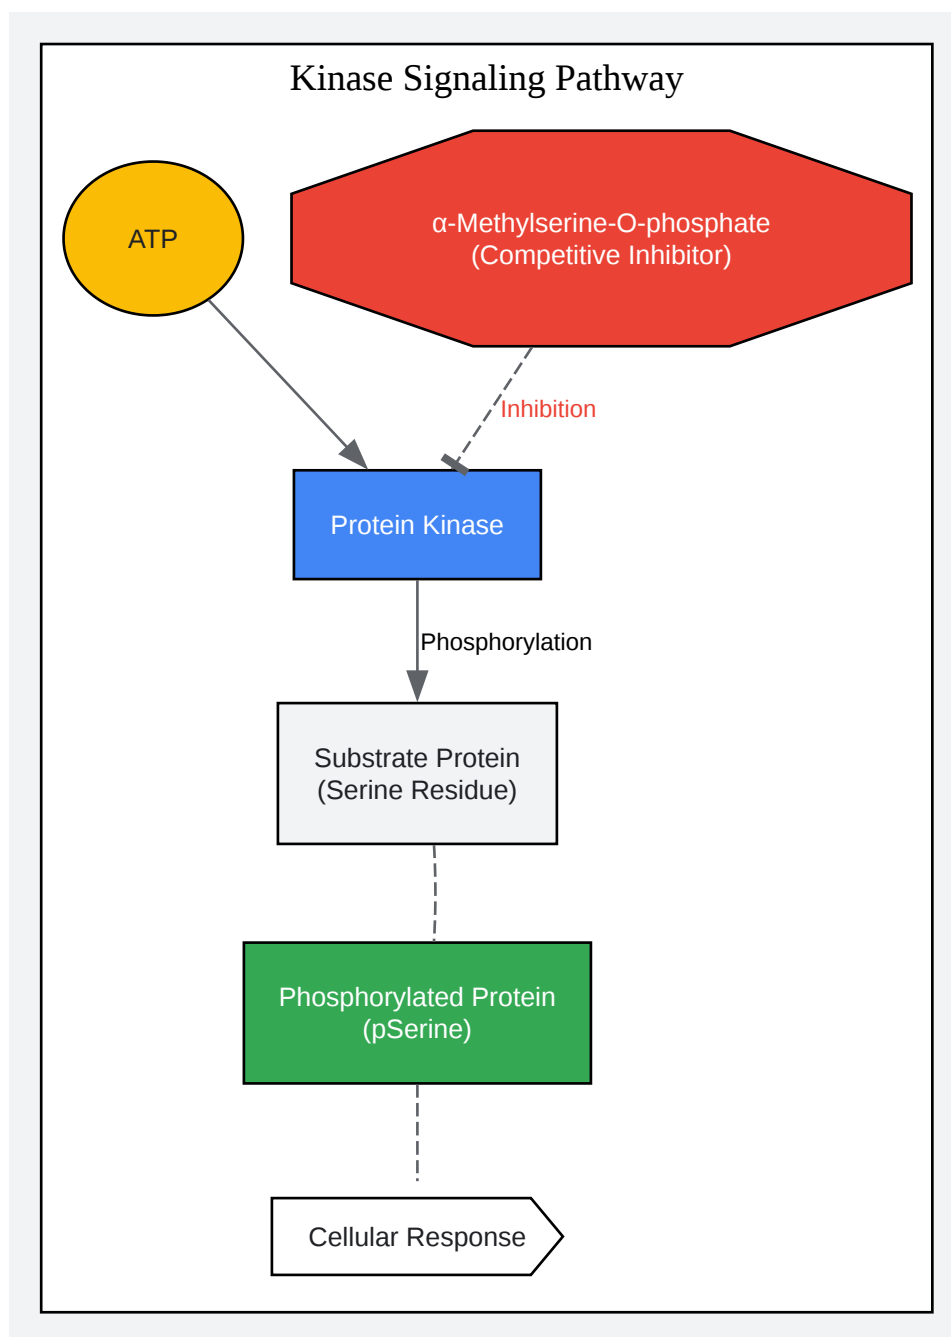 Kinase Signaling Pathway
ATP
α-Methylserine-O-phosphate
(Competitive Inhibitor)
Inhibition
Protein Kinase
Phosphorylation
Substrate Protein
(Serine Residue)
Phosphorylated Protein
(pSerine)
Cellular Response